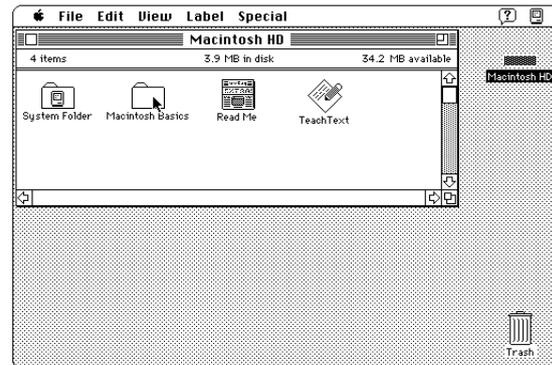 File Edit View Label Special
Macintosh HD
4 items 3.9 MB in disk 34.2 MB available
Macintosh HD
System Folder Macintosh Basics Read Me TeachText
Trash